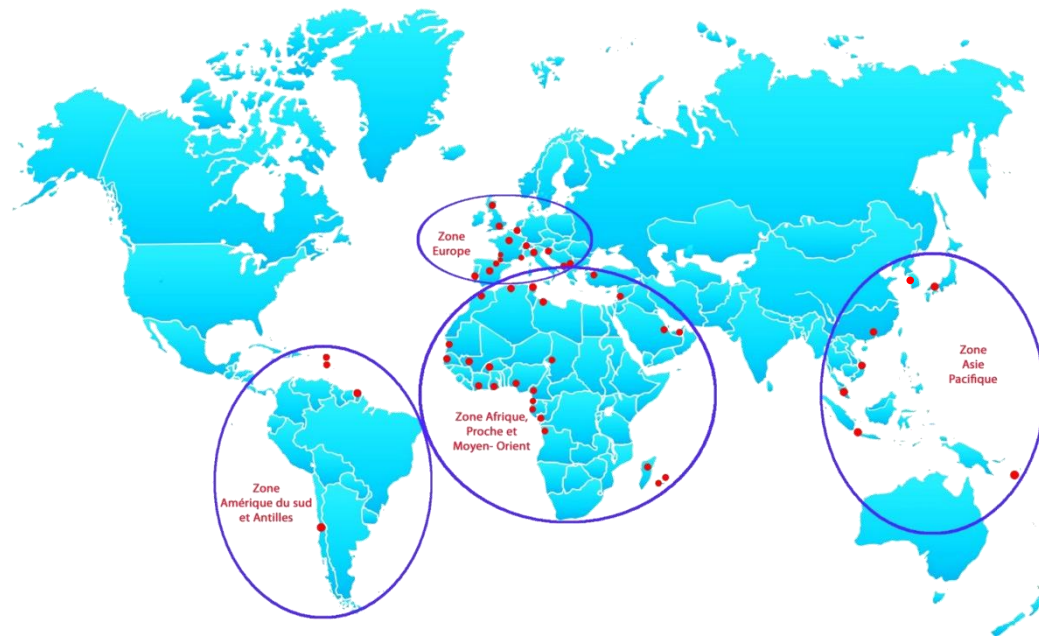 Zone
Europe
Zone
Asie
Pacifique
Zone Afrique,
Proche et
Moyen- Orient
Zone
Amérique du sud
et Antilles